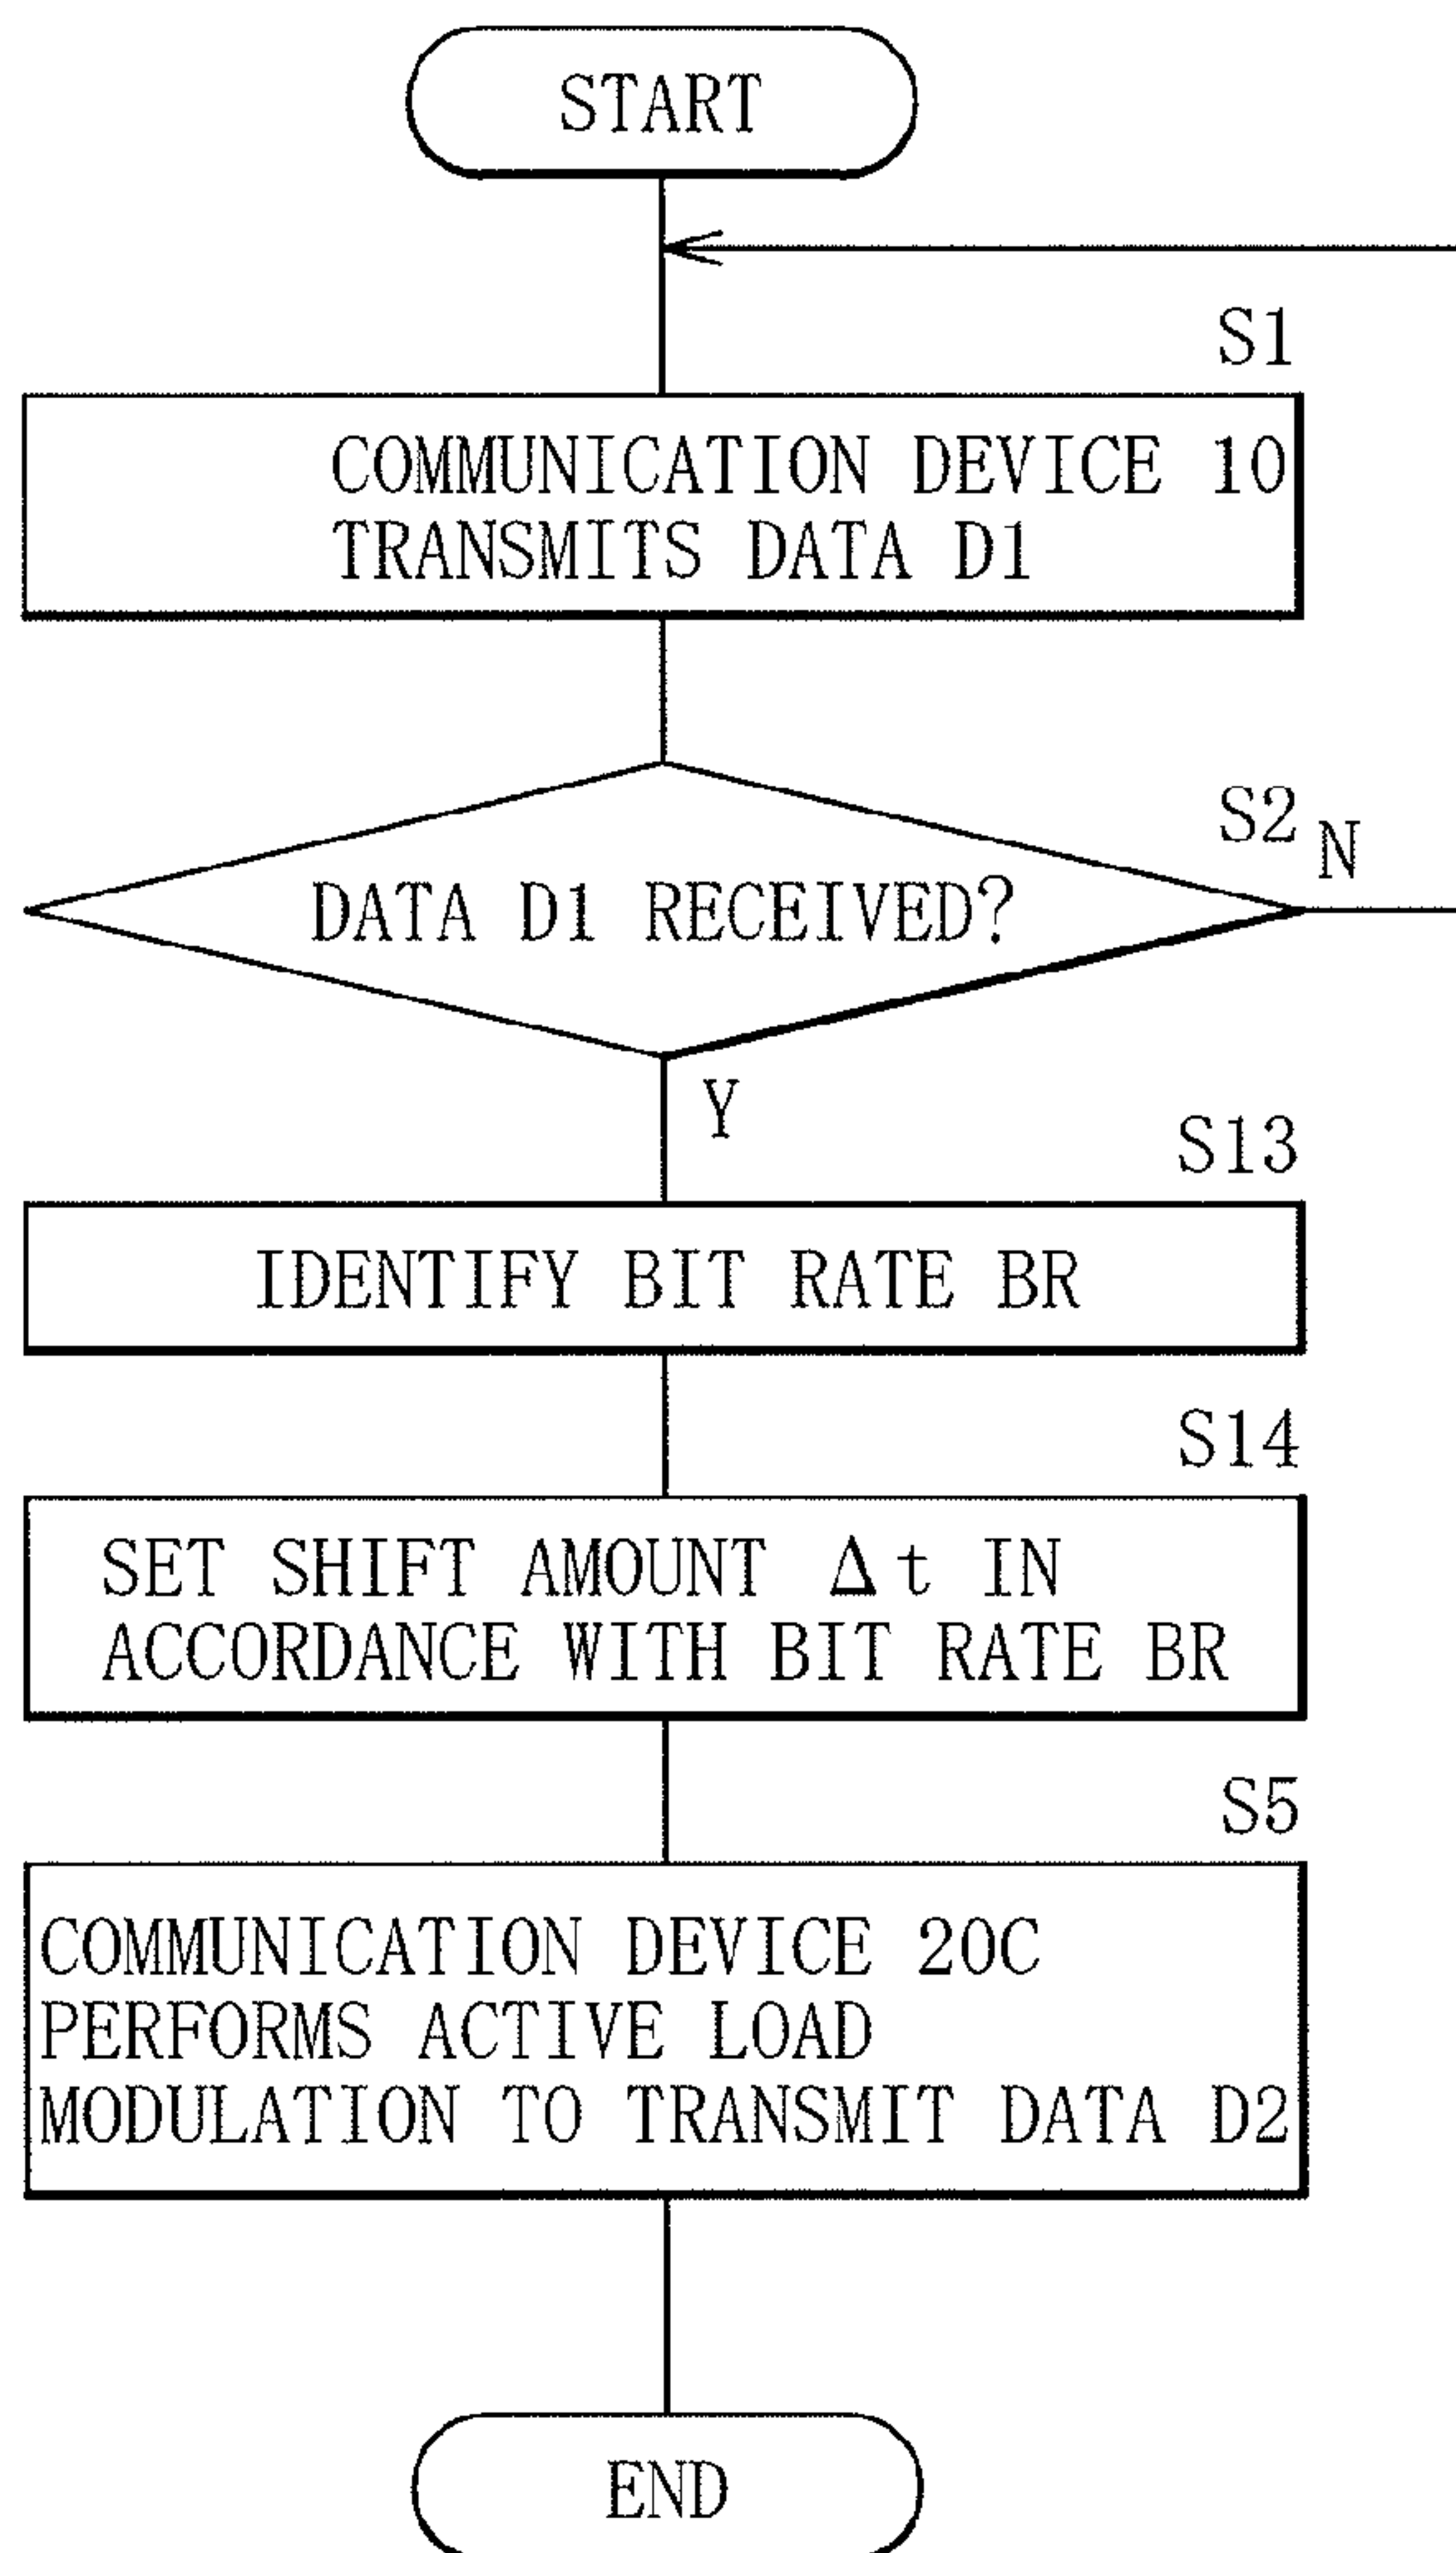 START
S1
COMMUNICATION DEVICE 10
TRANSMITS DATA D1
S2
N
DATA D1 RECEIVED?
Y
S13
IDENTIFY BIT RATE BR
S14
SET SHIFT AMOUNT Δt IN
ACCORDANCE WITH BIT RATE BR
S5
COMMUNICATION DEVICE 20C
PERFORMS ACTIVE LOAD
MODULATION TO TRANSMIT DATA D2
END